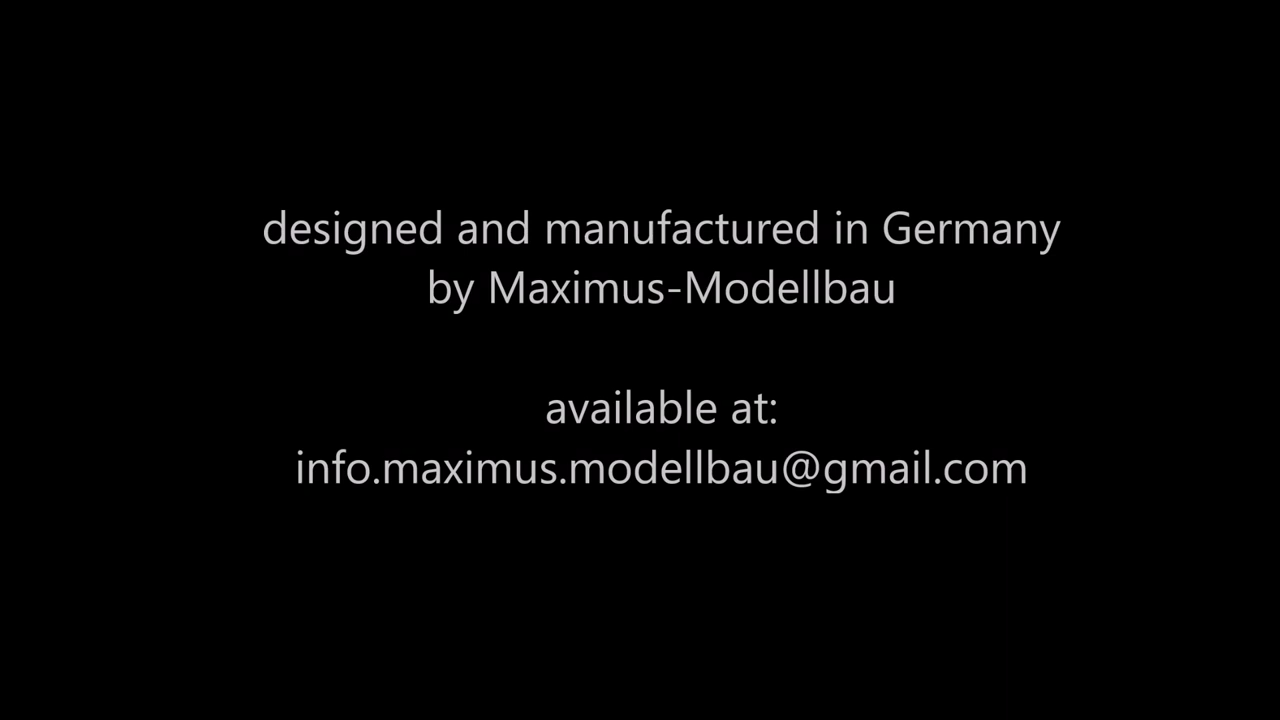 designed and manufactured in Germany
by Maximus-Modellbau
available at:
info.maximus.modellbau@gmail.com